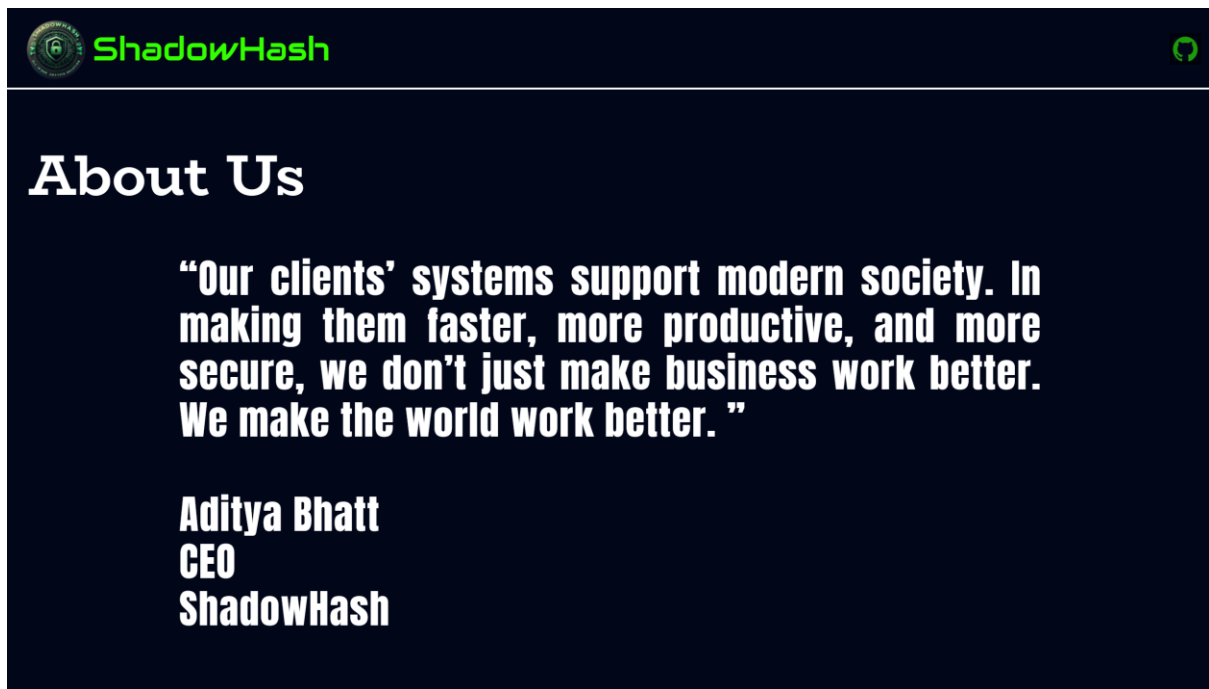 ShadowHash
About Us
“Our clients’ systems support modern society. In
making them faster, more productive, and more
secure, we don’t just make business work better.
We make the world work better. ”
Aditya Bhatt
CEO
ShadowHash